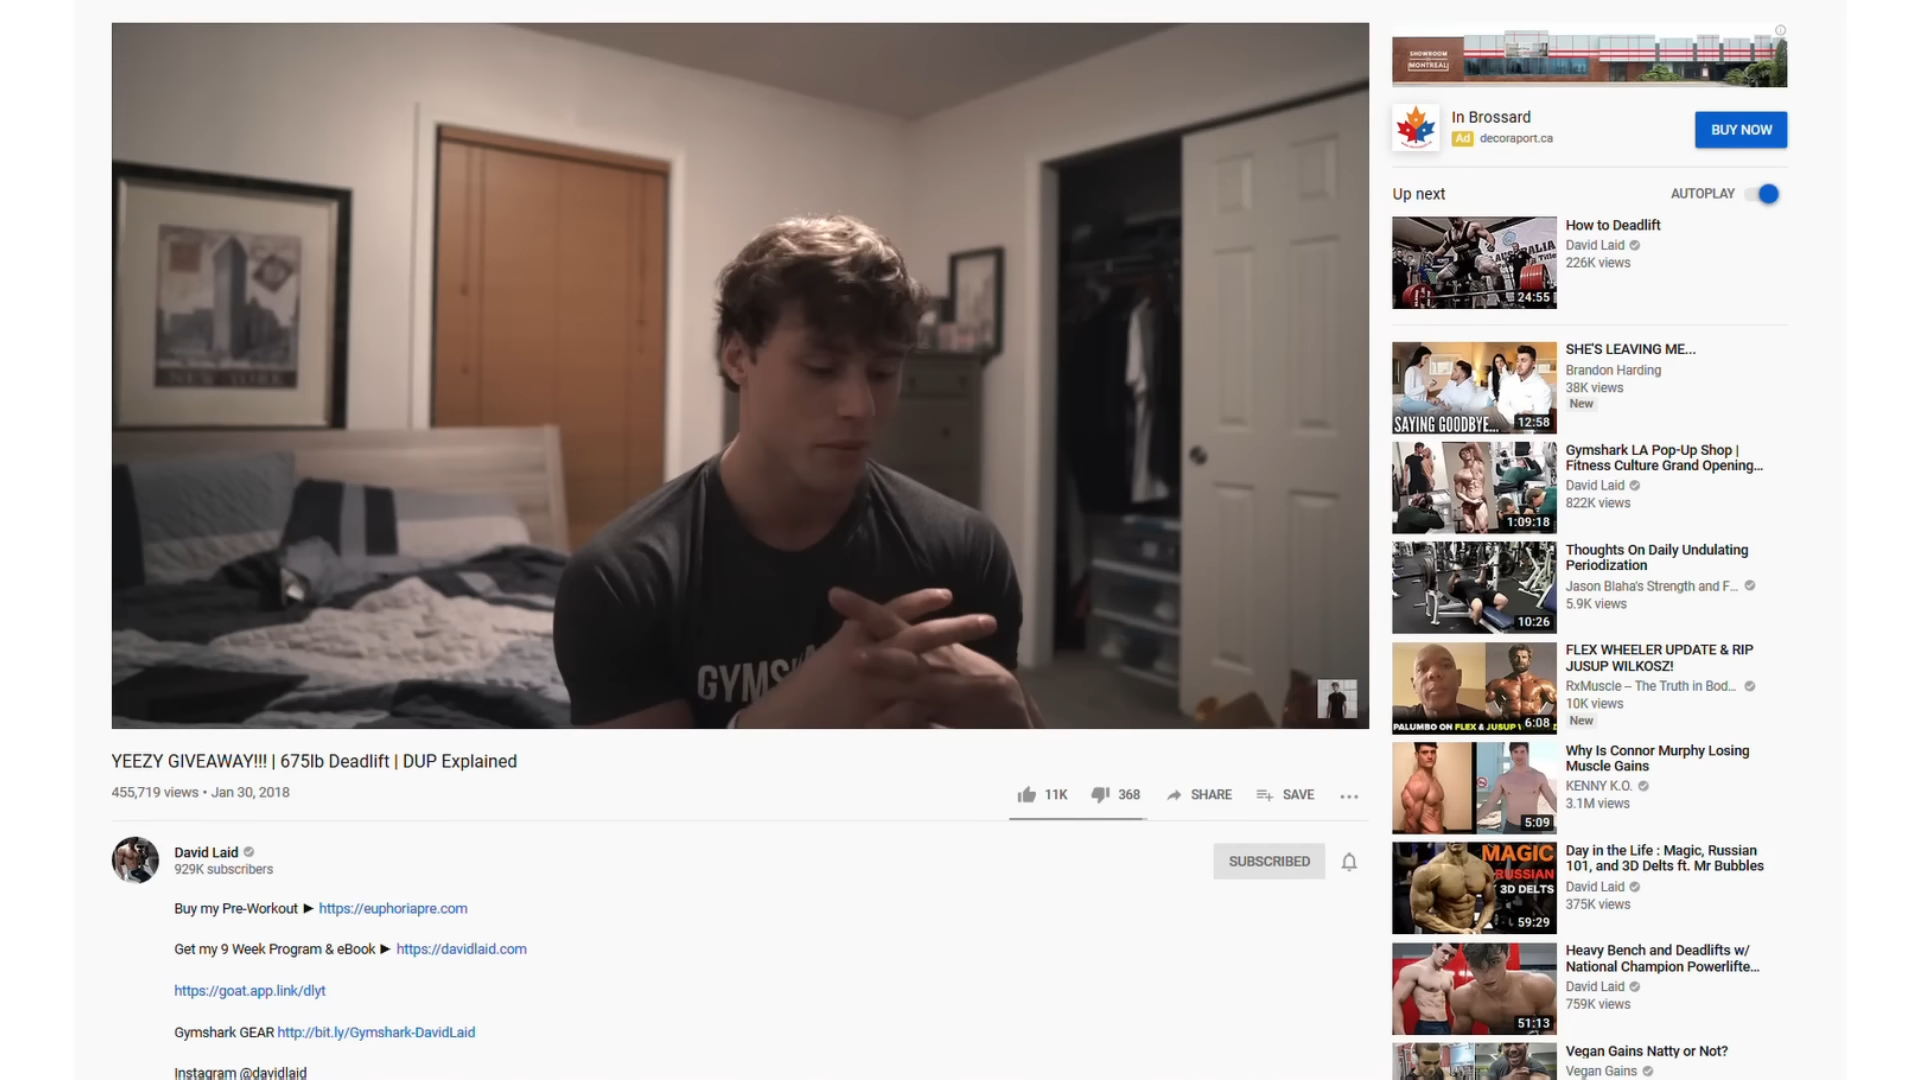 NEW YORK
GYMS
YEEZY GIVEAWAY!!! | 675lb Deadlift | DUP Explained
455,719 views • Jan 30, 2018
11K
368
SHARE
SAVE
David Laid
929K subscribers
SUBSCRIBED
Buy my Pre-Workout ► https://euphoriapre.com
Get my 9 Week Program & eBook ► https://davidlaid.com
https://goat.app.link/dlyt
Gymshark GEAR http://bit.ly/Gymshark-DavidLaid
Instagram @davidlaid
SHOWROOM
MONTREAL
In Brossard
Ad decoraport.ca
BUY NOW
Up next
AUTOPLAY
24:55
How to Deadlift
David Laid
226K views
SAYING GOODBYE...
12:58
SHE'S LEAVING ME...
Brandon Harding
38K views
New
1:09:18
Gymshark LA Pop-Up Shop |
Fitness Culture Grand Opening...
David Laid
822K views
10:26
Thoughts On Daily Undulating
Periodization
Jason Blaha's Strength and F...
5.9K views
PALUMBO ON FLEX & JUSUP
6:08
FLEX WHEELER UPDATE & RIP
JUSUP WILKOSZ!
RxMuscle – The Truth in Bod...
10K views
New
5:09
Why Is Connor Murphy Losing
Muscle Gains
KENNY K.O.
3.1M views
MAGIC
RUSSIAN
3D DELTS
59:29
Day in the Life : Magic, Russian
101, and 3D Delts ft. Mr Bubbles
David Laid
375K views
51:13
Heavy Bench and Deadlifts w/
National Champion Powerlifte...
David Laid
759K views
Vegan Gains Natty or Not?
Vegan Gains